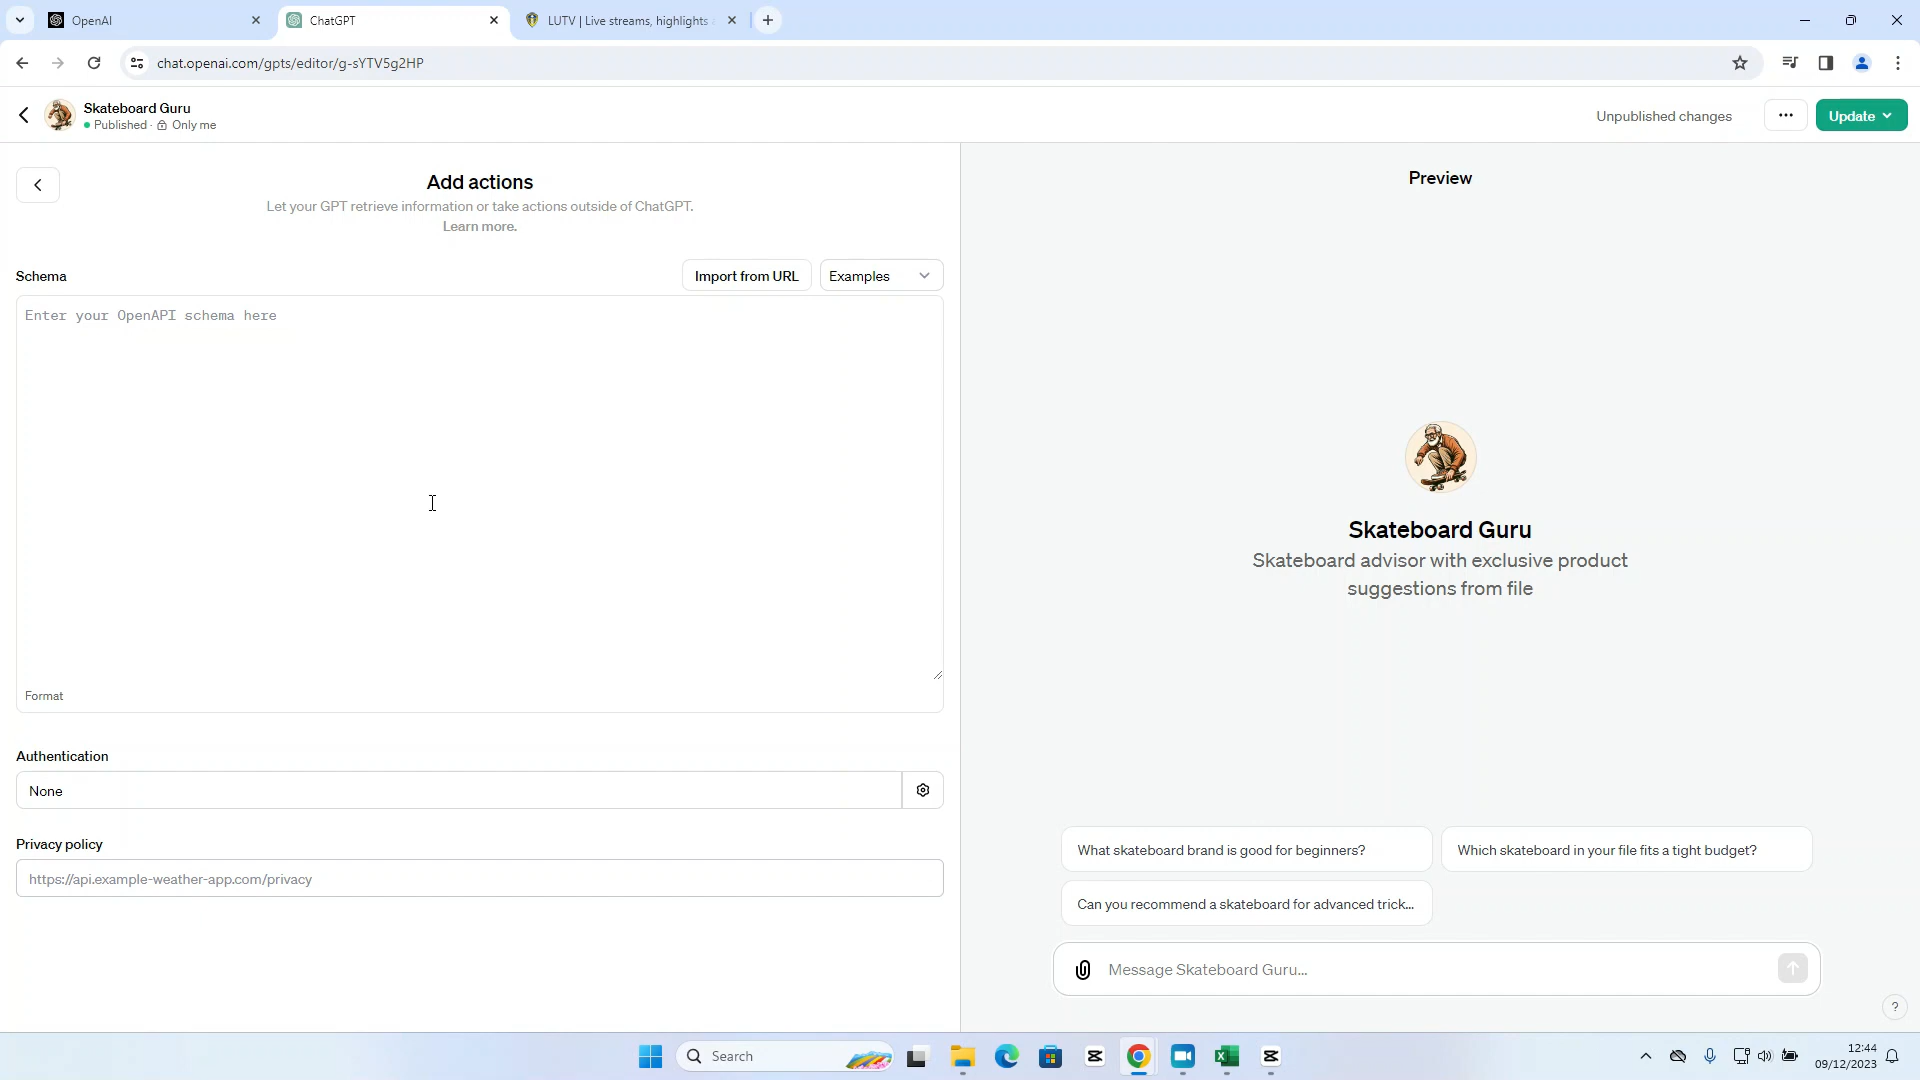 OpenAI
ChatGPT
LUTV | Live streams, highlights
chat.openai.com/gpts/editor/g-sYTV5g2HP
Skateboard Guru
Published · Only me
Unpublished changes
Update
Add actions
Let your GPT retrieve information or take actions outside of ChatGPT.
Learn more.
Schema
Import from URL
Examples
Enter your OpenAPI schema here
Format
Authentication
None
Privacy policy
https://api.example-weather-app.com/privacy
Preview
Skateboard Guru
Skateboard advisor with exclusive product
suggestions from file
What skateboard brand is good for beginners?
Which skateboard in your file fits a tight budget?
Can you recommend a skateboard for advanced trick...
Message Skateboard Guru...
?
Search
12:44
09/12/2023